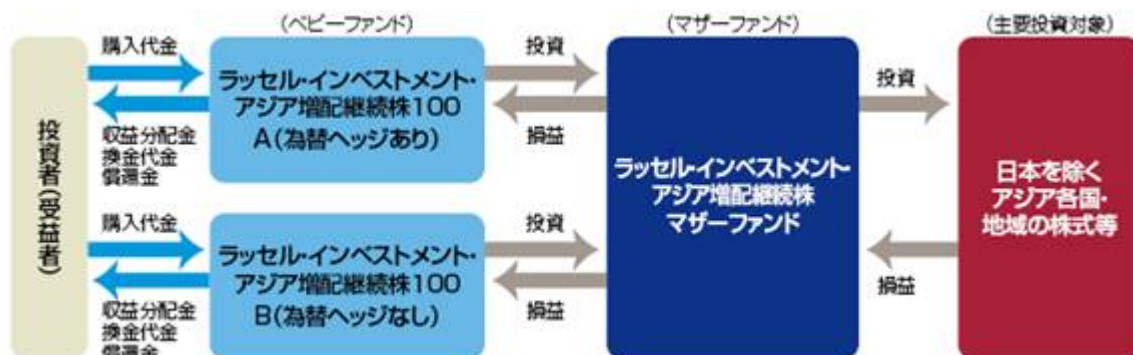 (ベビーファンド)
(マザーファンド)
(主要投資対象)
投資者(受益者)
購入代金
収益分配金
換金代金
償還金
ラッセル・インベストメント・
アジア増配継続株100
A(為替ヘッジあり)
投資
損益
購入代金
収益分配金
換金代金
償還金
ラッセル・インベストメント・
アジア増配継続株100
B(為替ヘッジなし)
投資
損益
ラッセル・インベストメント・
アジア増配継続株
マザーファンド
投資
損益
日本を除く
アジア各国・
地域の株式等